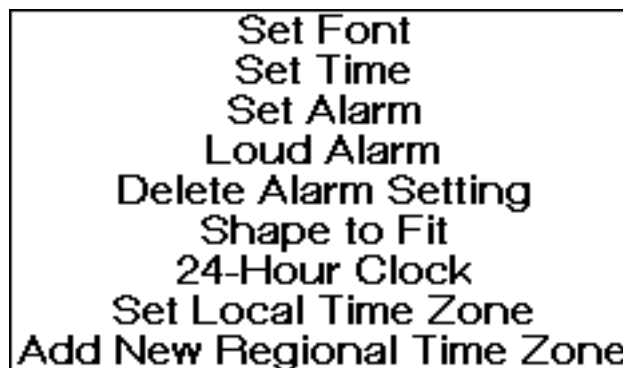 Set Font
Set Time
Set Alarm
Loud Alarm
Delete Alarm Setting
Shape to Fit
24-Hour Clock
Set Local Time Zone
Add New Regional Time Zone